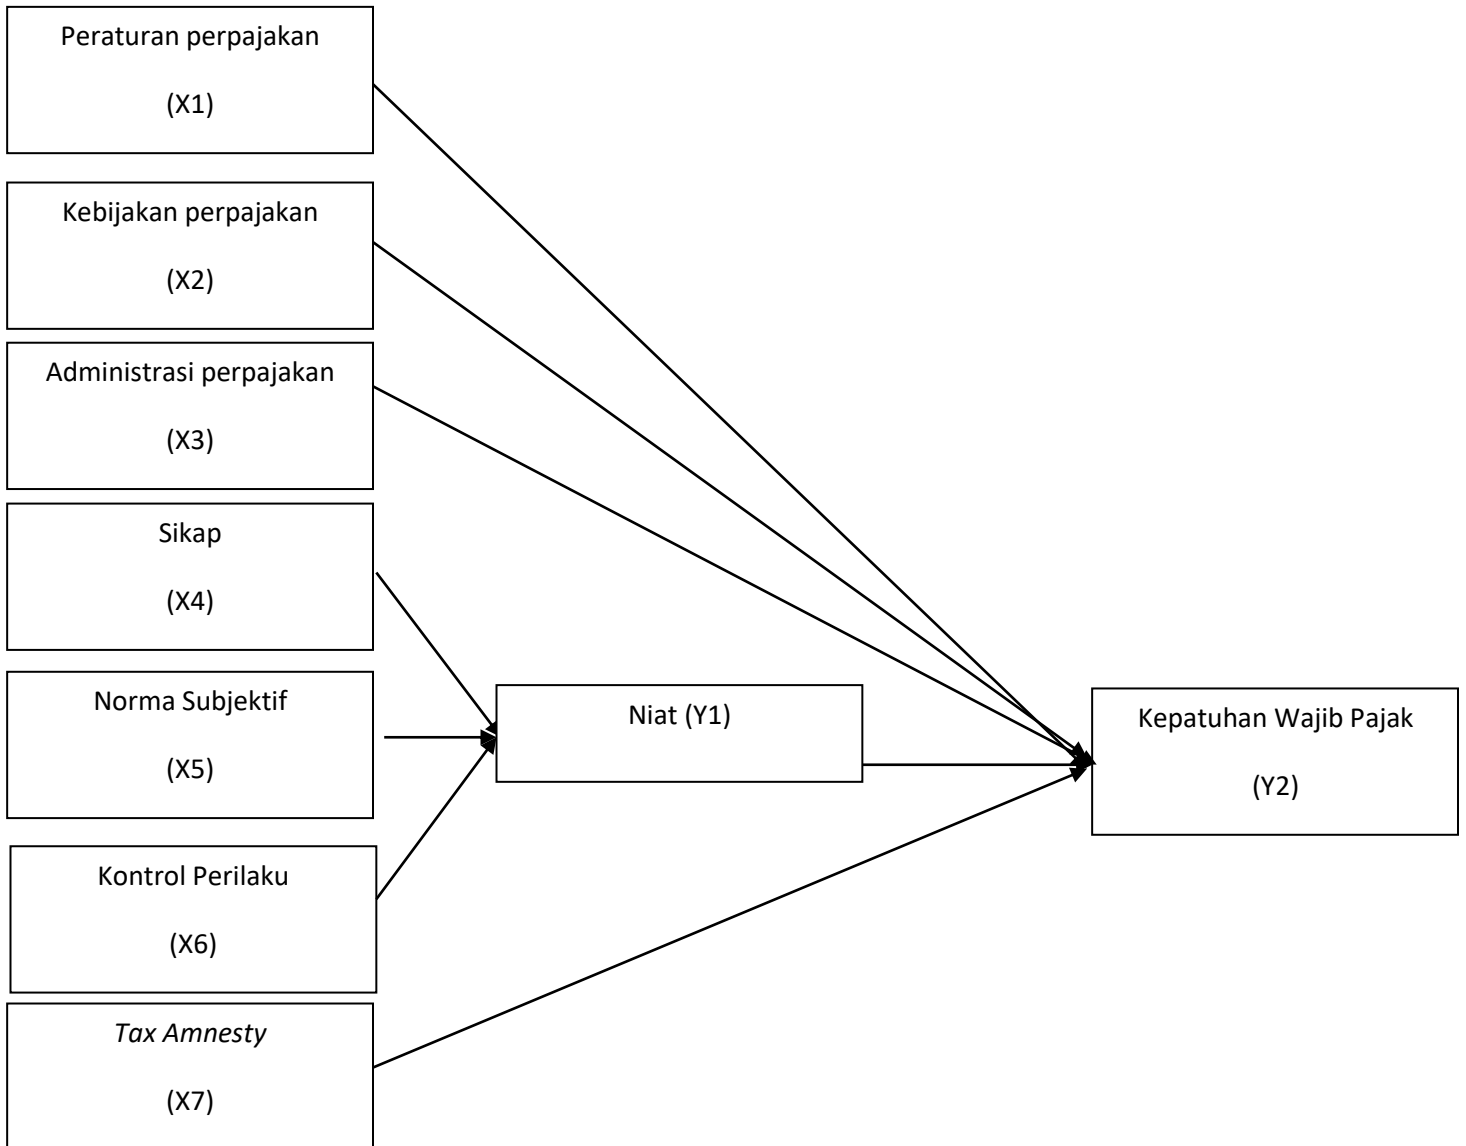 Peraturan perpajakan
(X1)
Kebijakan perpajakan
(X2)
Administrasi perpajakan
(X3)
Sikap
(X4)
Norma Subjektif
(X5)
Kontrol Perilaku
(X6)
Tax Amnesty
(X7)
Niat (Y1)
Kepatuhan Wajib Pajak
(Y2)